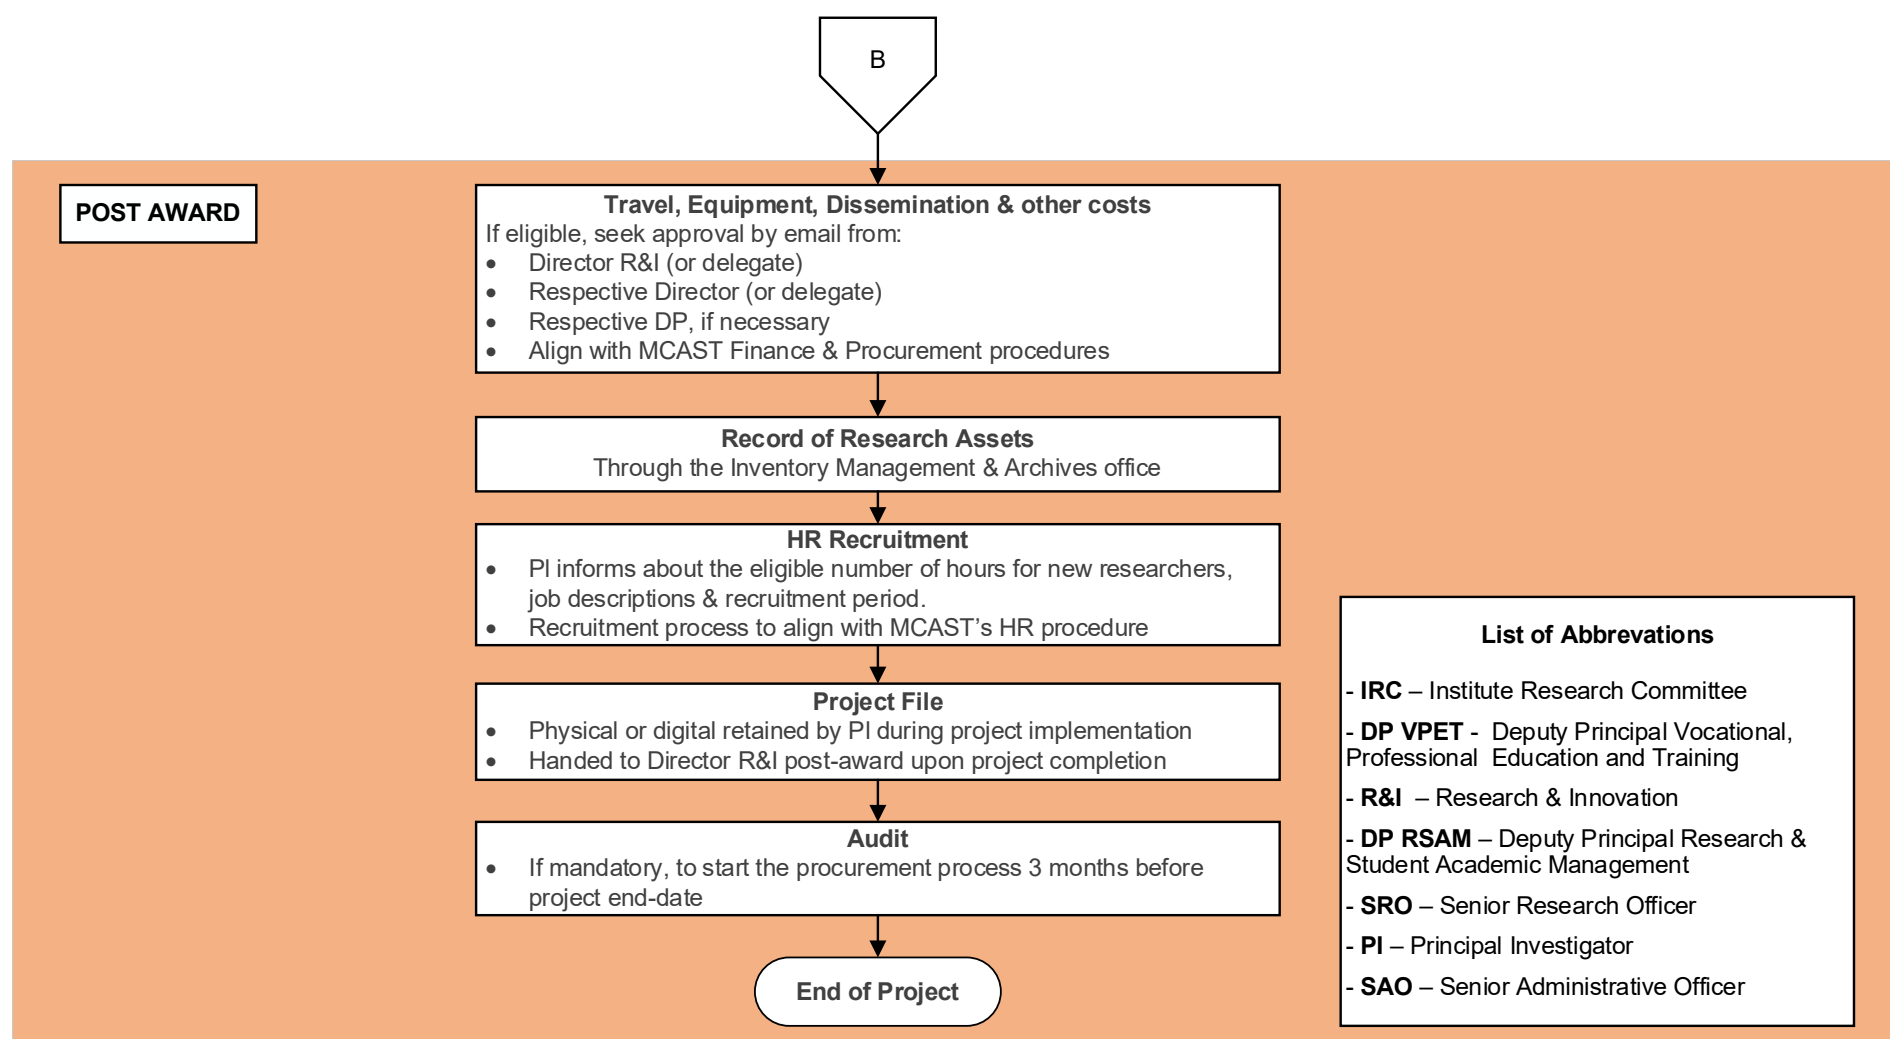 B
POST AWARD
Travel, Equipment, Dissemination & other costs
If eligible, seek approval by email from:
• Director R&I (or delegate)
• Respective Director (or delegate)
• Respective DP, if necessary
• Align with MCAST Finance & Procurement procedures
Record of Research Assets
Through the Inventory Management & Archives office
HR Recruitment
• PI informs about the eligible number of hours for new researchers,
job descriptions & recruitment period.
• Recruitment process to align with MCAST’s HR procedure
Project File
• Physical or digital retained by PI during project implementation
• Handed to Director R&I post-award upon project completion
Audit
• If mandatory, to start the procurement process 3 months before
project end-date
End of Project
List of Abbrevations
- IRC – Institute Research Committee
- DP VPET - Deputy Principal Vocational,
Professional Education and Training
- R&I – Research & Innovation
- DP RSAM – Deputy Principal Research &
Student Academic Management
- SRO – Senior Research Officer
- PI – Principal Investigator
- SAO – Senior Administrative Officer